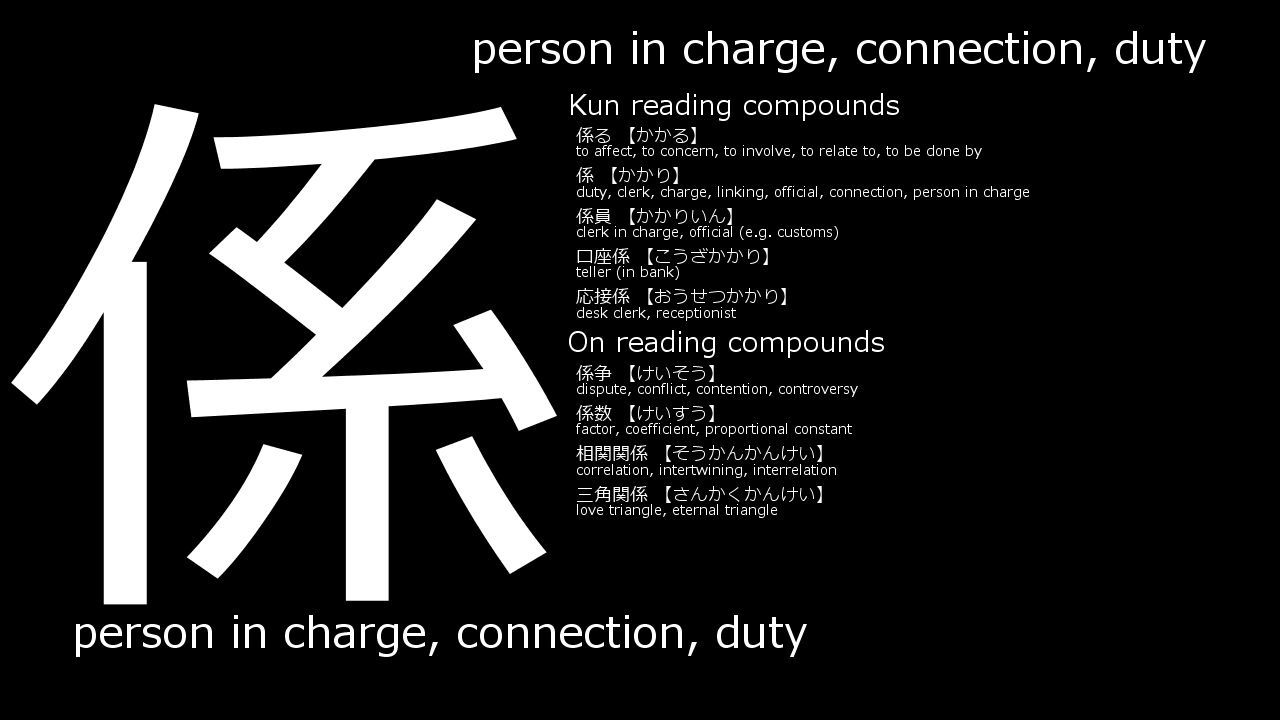 person in charge, connection, duty
係
Kun reading compounds
係る 【かかる】
to affect, to concern, to involve, to relate to, to be done by
係 【かかり】
duty, clerk, charge, linking, official, connection, person in charge
係員 【かかりいん】
clerk in charge, official (e.g. customs)
口座係 【こうざかかり】
teller (in bank)
応接係 【おうせつかかり】
desk clerk, receptionist
On reading compounds
係争 【けいそう】
dispute, conflict, contention, controversy
係数 【けいすう】
factor, coefficient, proportional constant
相関関係 【そうかんかんけい】
correlation, intertwining, interrelation
三角関係 【さんかくかんけい】
love triangle, eternal triangle
person in charge, connection, duty